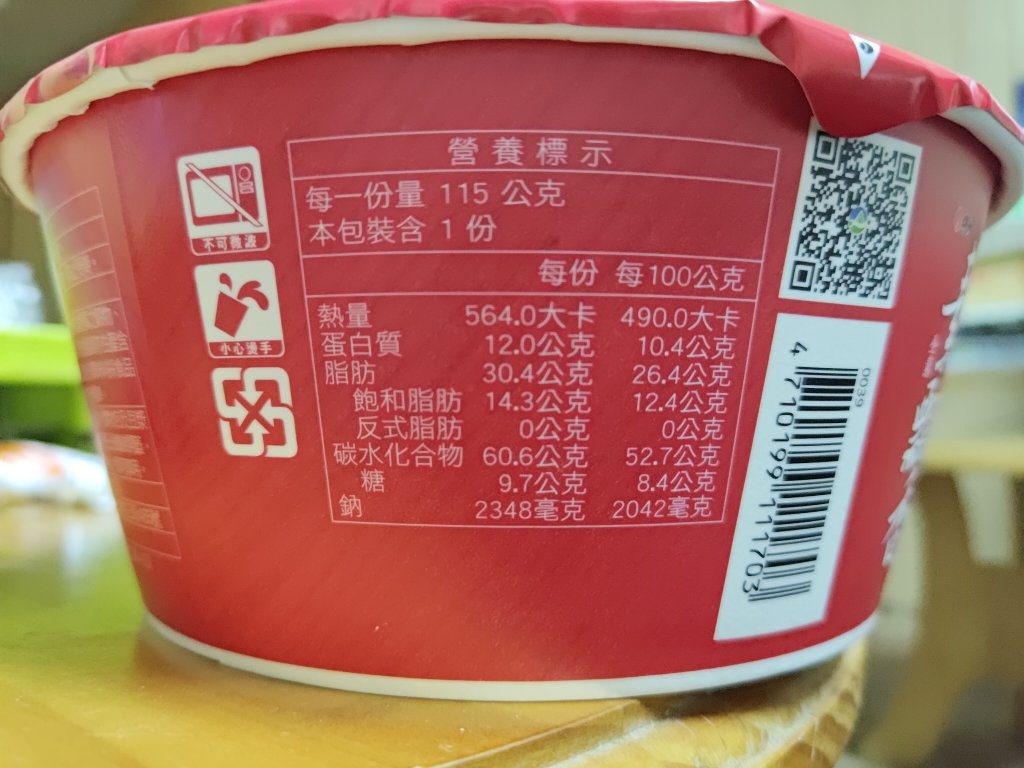 營養標示
每一份量 115 公克
本包裝含 1 份
每份 每100公克
熱量 564.0大卡 490.0大卡
蛋白質 12.0公克 10.4公克
脂肪 30.4公克 26.4公克
飽和脂肪 14.3公克 12.4公克
反式脂肪 0公克 0公克
碳水化合物 60.6公克 52.7公克
糖 9.7公克 8.4公克
鈉 2348毫克 2042毫克
不可微波
小心燙手
0039
4 710199 111703